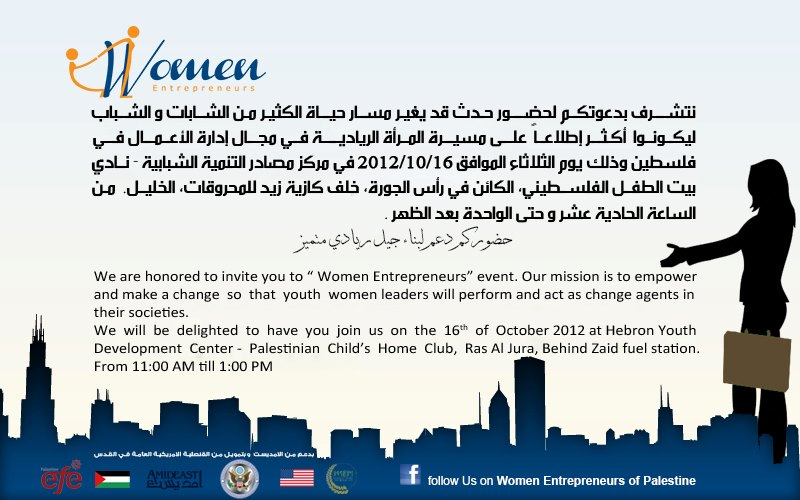 Women
Entrepreneurs
نتشرف بدعوتكم لحضور حدث قد يغير مسار حياة الكثير من الشابات و الشباب
ليكونوا أكثر إطلاعاً على مسيرة المرأة الريادية في مجال إدارة الأعمال في
فلسطين وذلك يوم الثلاثاء الموافق 2012/10/16 في مركز مصادر التنمية الشبابية - نادي
بيت الطفل الفلسطيني، الكائن في رأس الجورة، خلف كازية زيد للمحروقات، الخليل. من
الساعة الحادية عشر و حتى الواحدة بعد الظهر .
حضوركم دعم لبناء جيل ريادي متميز
We are honored to invite you to “ Women Entrepreneurs” event. Our mission is to empower
and make a change so that youth women leaders will perform and act as change agents in
their societies.
We will be delighted to have you join us on the 16th of October 2012 at Hebron Youth
Development Center - Palestinian Child’s Home Club, Ras Al Jura, Behind Zaid fuel station.
From 11:00 AM till 1:00 PM
بدعم من الامديست وبتمويل من القنصلية الامريكية العامة في القدس
Palestine
efe
AMIDEAST
أمديست
f
follow Us on Women Entrepreneurs of Palestine